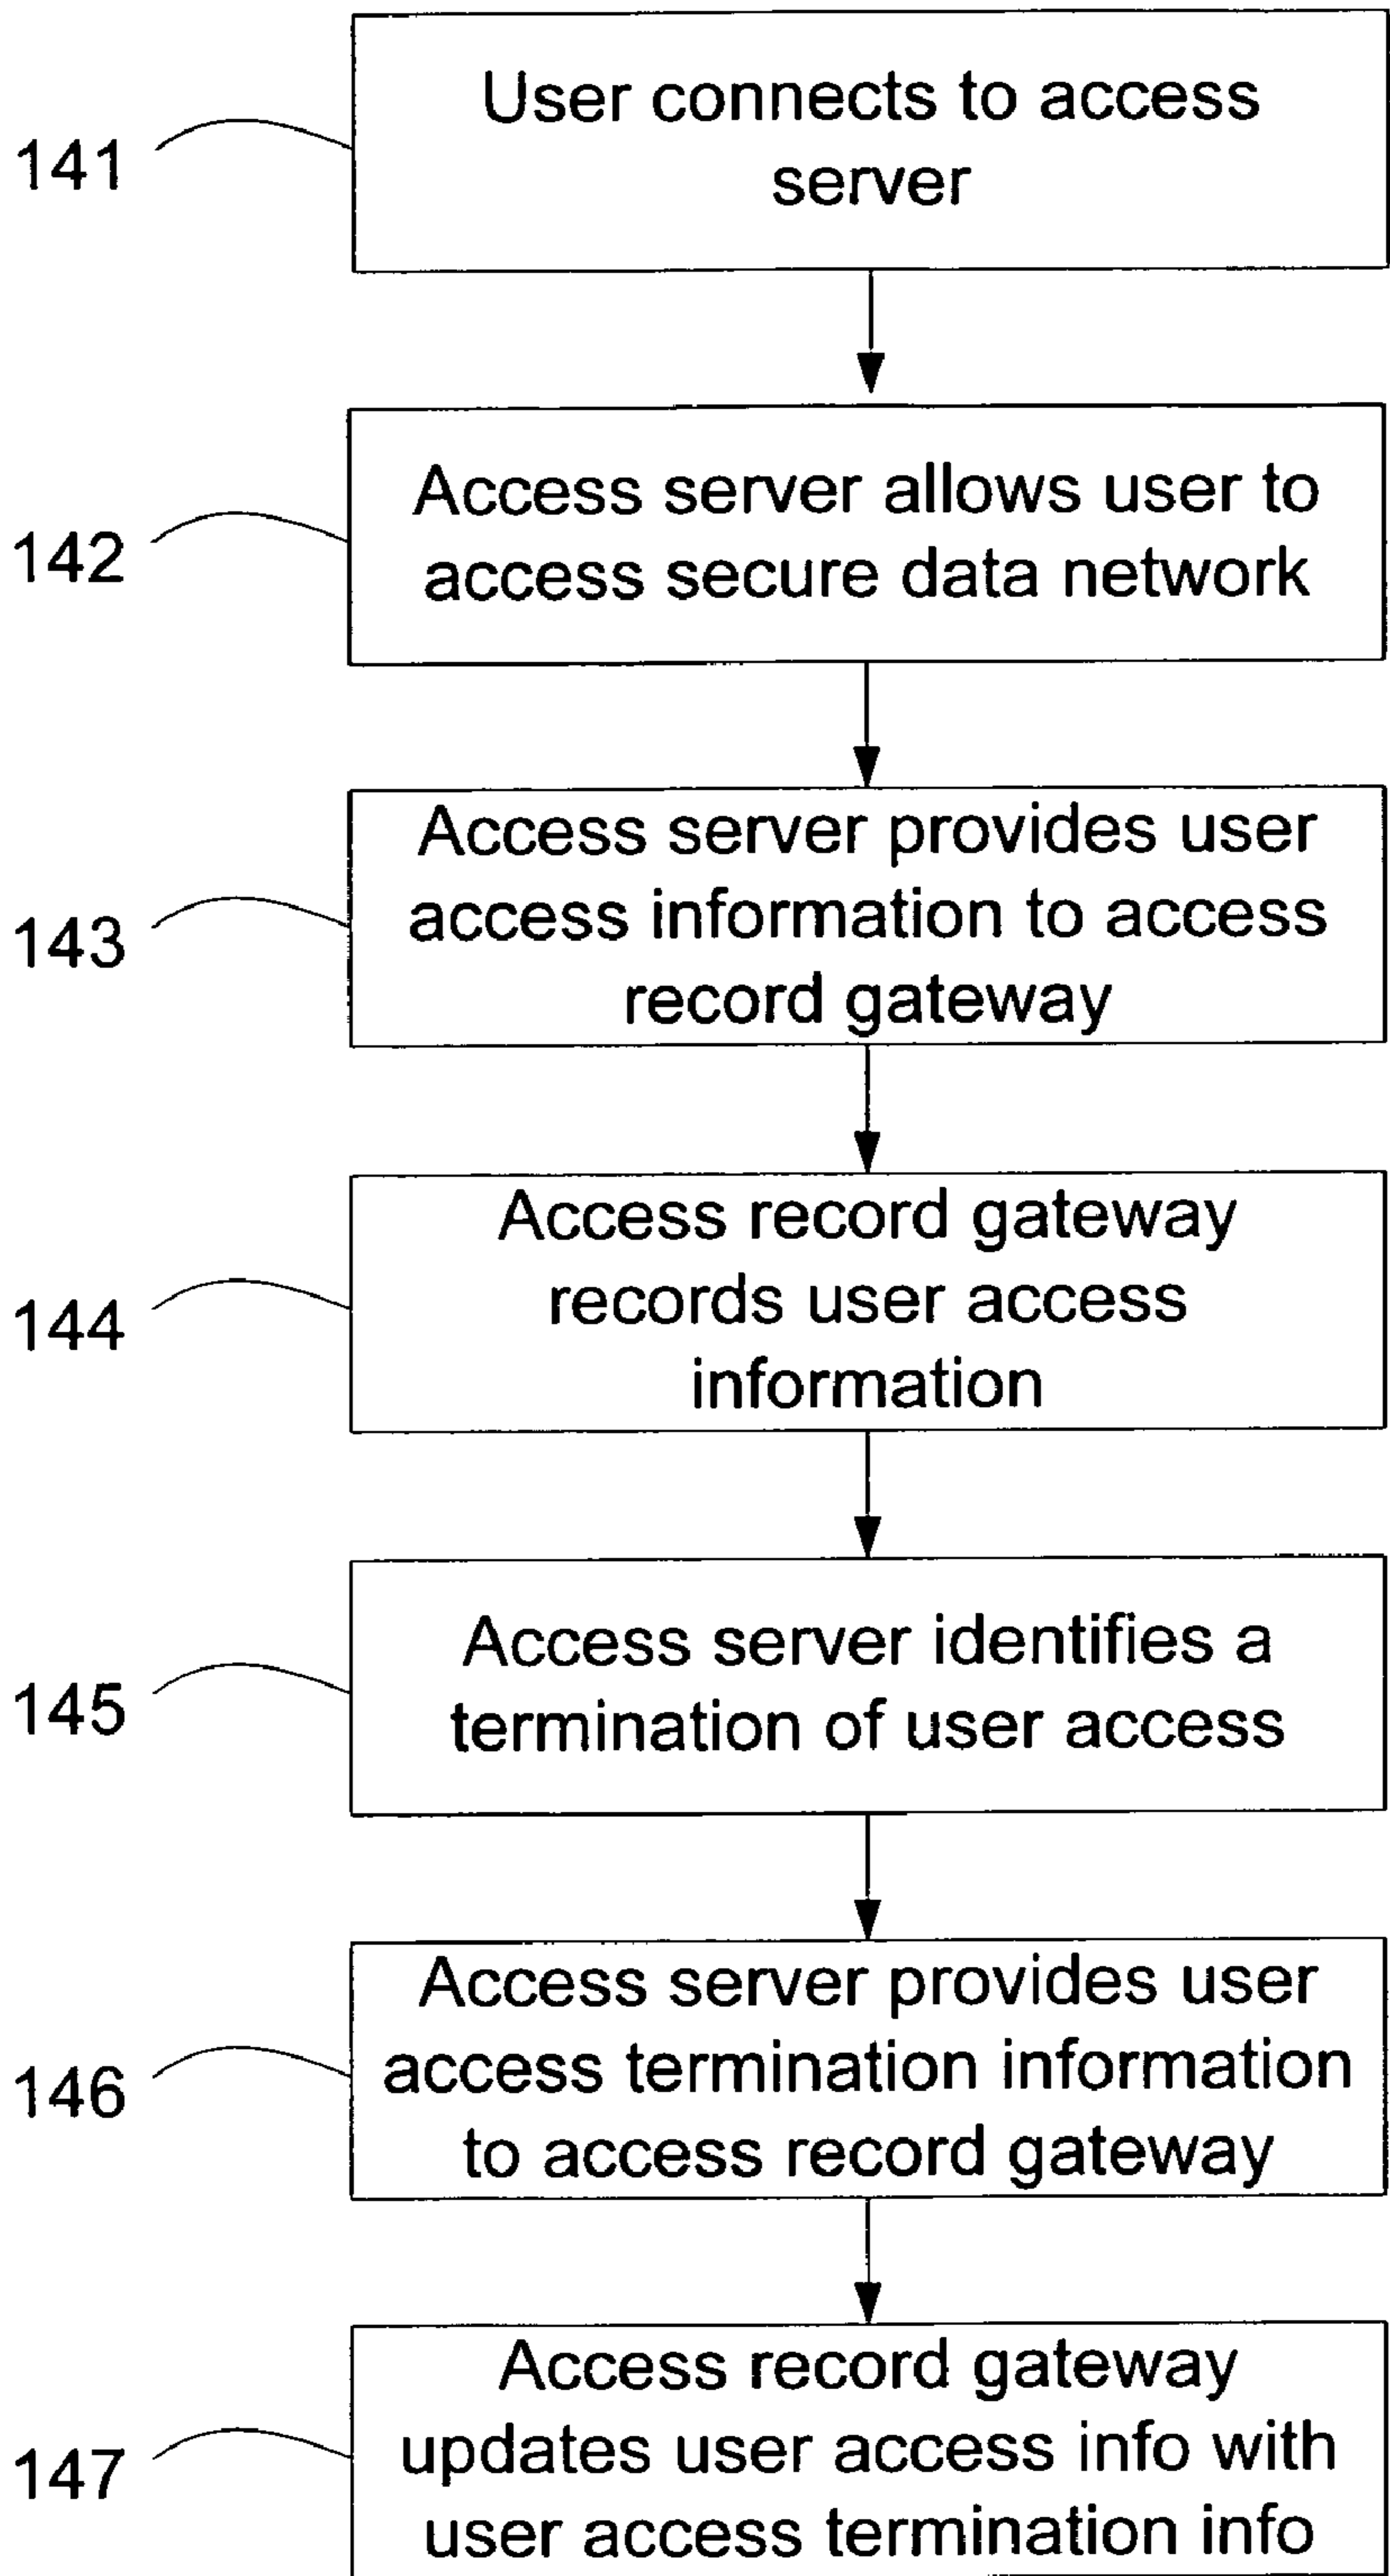 141
User connects to access
server
142
Access server allows user to
access secure data network
143
Access server provides user
access information to access
record gateway
144
Access record gateway
records user access
information
145
Access server identifies a
termination of user access
146
Access server provides user
access termination information
to access record gateway
147
Access record gateway
updates user access info with
user access termination info